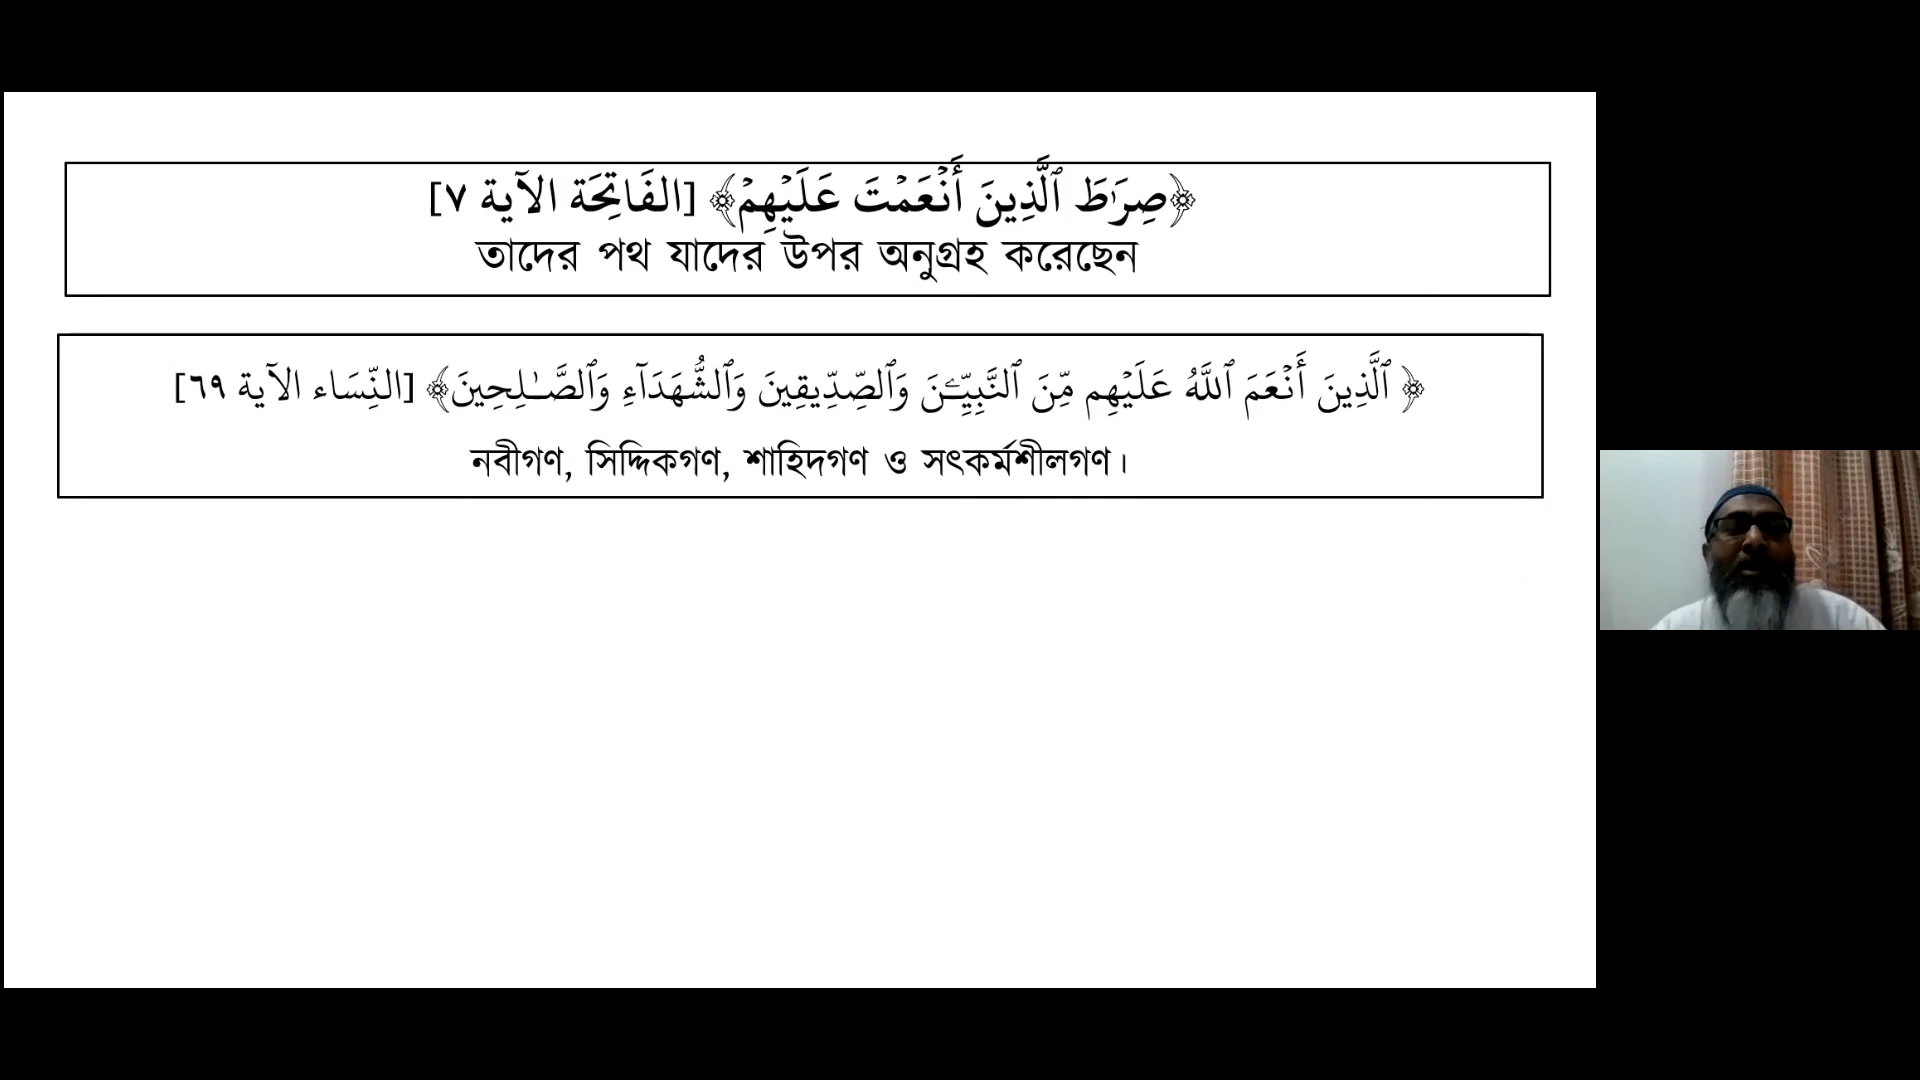 ﴿صِرَٰطَ ٱلَّذِينَ أَنۡعَمۡتَ عَلَيۡهِمۡ﴾ [الفَاتِحَة الآية ٧]
তাদের পথ যাদের উপর অনুগ্রহ করেছেন
﴿ ٱلَّذِينَ أَنۡعَمَ ٱللَّهُ عَلَيۡهِم مِّنَ ٱلنَّبِيِّـۧنَ وَٱلصِّدِّيقِينَ وَٱلشُّهَدَآءِ وَٱلصَّـٰلِحِينَ﴾ [النِّسَاء الآية ٦٩]
নবীগণ, সিদ্দিকগণ, শাহিদগণ ও সৎকর্মশীলগণ।